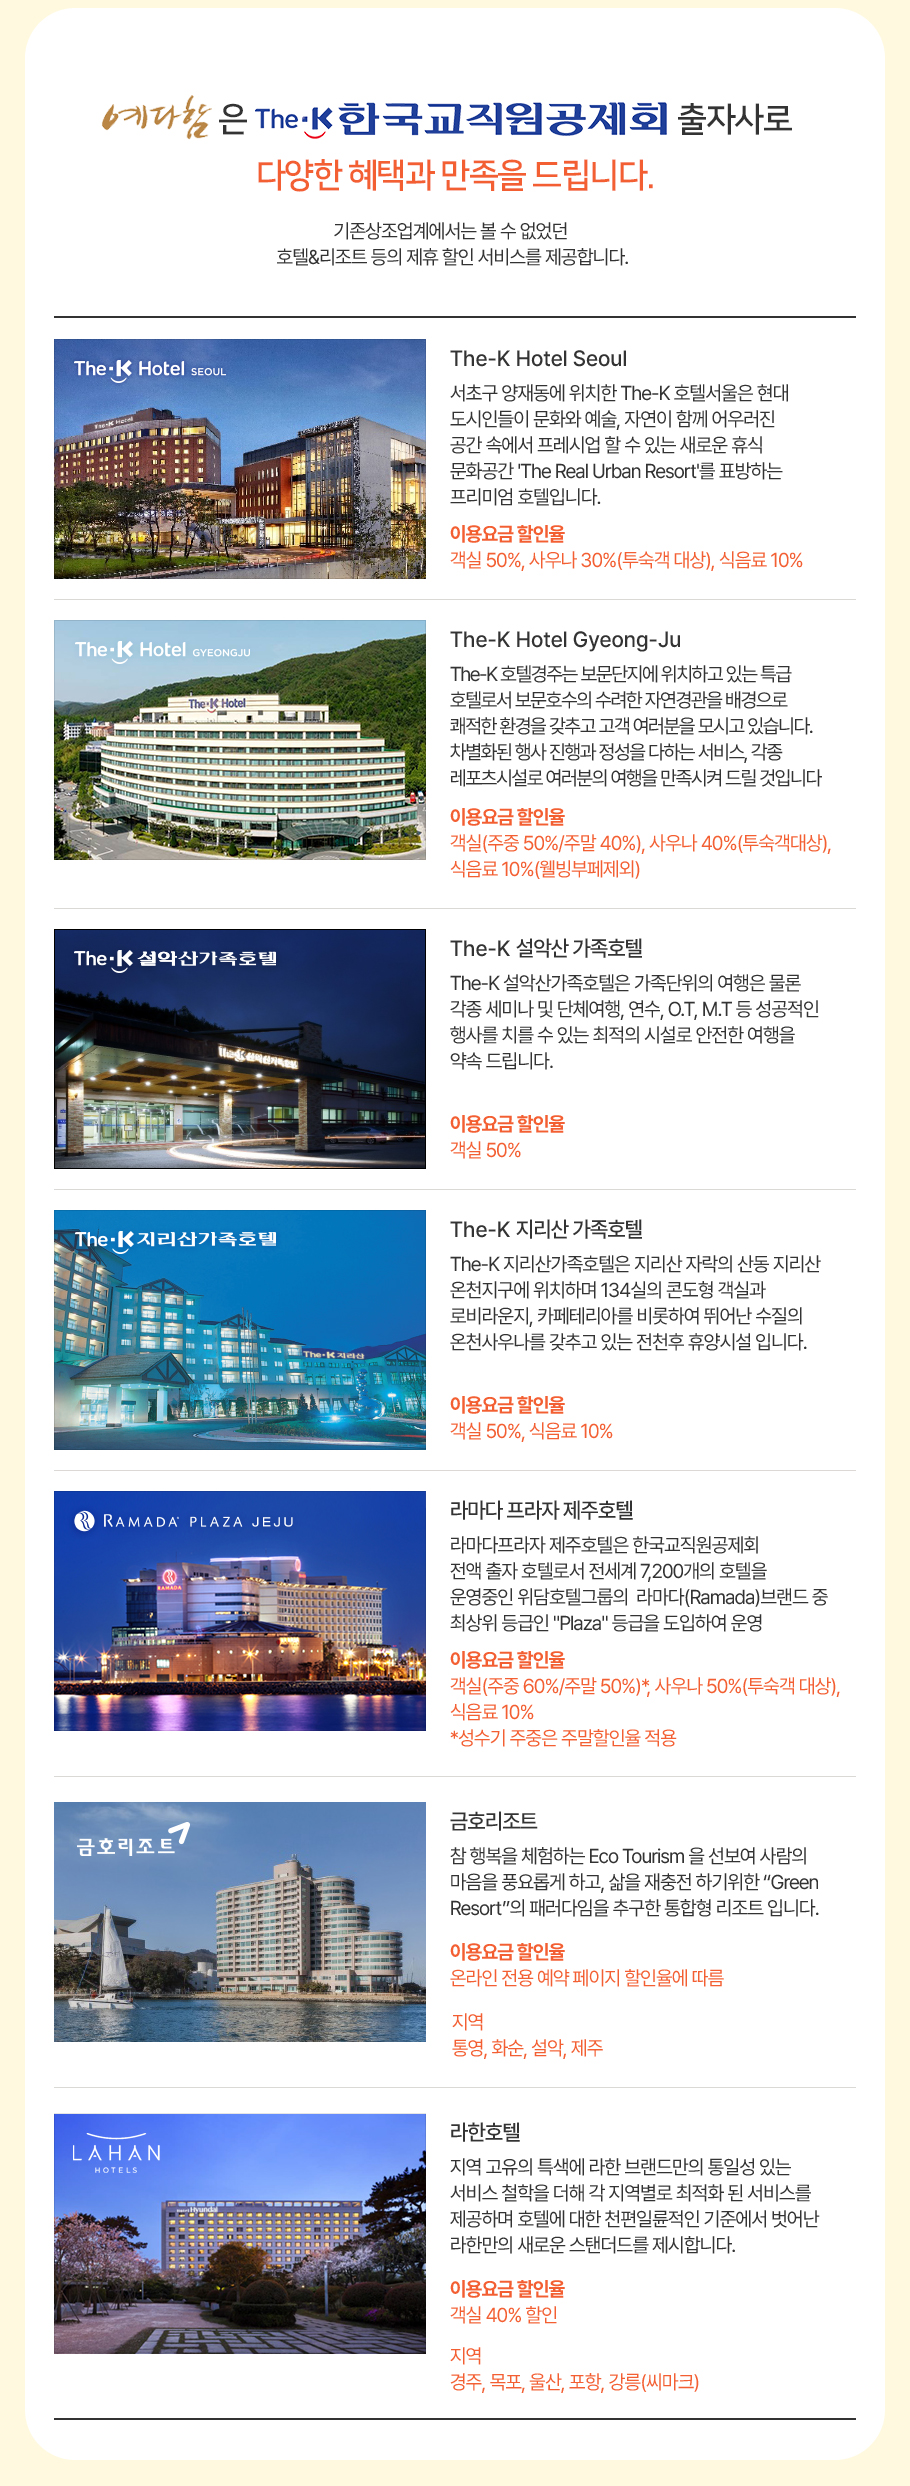 예다함은 The-K한국교직원공제회 출자사로
다양한 혜택과 만족을 드립니다.
기존상조업계에서는 볼 수 없었던
호텔&리조트 등의 제휴 할인 서비스를 제공합니다.
The-K Hotel SEOUL
The-K Hotel
The-K Hotel Seoul
서초구 양재동에 위치한 The-K 호텔서울은 현대
도시인들이 문화와 예술, 자연이 함께 어우러진
공간 속에서 프레시업 할 수 있는 새로운 휴식
문화공간 'The Real Urban Resort'를 표방하는
프리미엄 호텔입니다.
이용요금 할인율
객실 50%, 사우나 30%(투숙객 대상), 식음료 10%
The-K Hotel GYEONGJU
The-K Hotel
The-K Hotel Gyeong-Ju
The-K 호텔경주는 보문단지에 위치하고 있는 특급
호텔로서 보문호수의 수려한 자연경관을 배경으로
쾌적한 환경을 갖추고 고객 여러분을 모시고 있습니다.
차별화된 행사 진행과 정성을 다하는 서비스, 각종
레포츠시설로 여러분의 여행을 만족시켜 드릴 것입니다
이용요금 할인율
객실(주중 50%/주말 40%), 사우나 40%(투숙객대상),
식음료 10%(웰빙부페제외)
The-K 설악산가족호텔
The-K설악산가족호텔
The-K 설악산 가족호텔
The-K 설악산가족호텔은 가족단위의 여행은 물론
각종 세미나 및 단체여행, 연수, O.T, M.T 등 성공적인
행사를 치를 수 있는 최적의 시설로 안전한 여행을
약속 드립니다.
이용요금 할인율
객실 50%
The-K지리산가족호텔
The-K지리산
The-K 지리산 가족호텔
The-K 지리산가족호텔은 지리산 자락의 산동 지리산
온천지구에 위치하며 134실의 콘도형 객실과
로비라운지, 카페테리아를 비롯하여 뛰어난 수질의
온천사우나를 갖추고 있는 전천후 휴양시설 입니다.
이용요금 할인율
객실 50%, 식음료 10%
RAMADA PLAZA JEJU
RAMADA
라마다 프라자 제주호텔
라마다프라자 제주호텔은 한국교직원공제회
전액 출자 호텔로서 전세계 7,200개의 호텔을
운영중인 위담호텔그룹의 라마다(Ramada)브랜드 중
최상위 등급인 "Plaza" 등급을 도입하여 운영
이용요금 할인율
객실(주중 60%/주말 50%)*, 사우나 50%(투숙객 대상),
식음료 10%
*성수기 주중은 주말할인율 적용
금호리조트
금호리조트
참 행복을 체험하는 Eco Tourism 을 선보여 사람의
마음을 풍요롭게 하고, 삶을 재충전 하기위한 “Green
Resort”의 패러다임을 추구한 통합형 리조트 입니다.
이용요금 할인율
온라인 전용 예약 페이지 할인율에 따름
지역
통영, 화순, 설악, 제주
LAHAN
HOTELS
Hyundai
라한호텔
지역 고유의 특색에 라한 브랜드만의 통일성 있는
서비스 철학을 더해 각 지역별로 최적화 된 서비스를
제공하며 호텔에 대한 천편일률적인 기준에서 벗어난
라한만의 새로운 스탠더드를 제시합니다.
이용요금 할인율
객실 40% 할인
지역
경주, 목포, 울산, 포항, 강릉(씨마크)